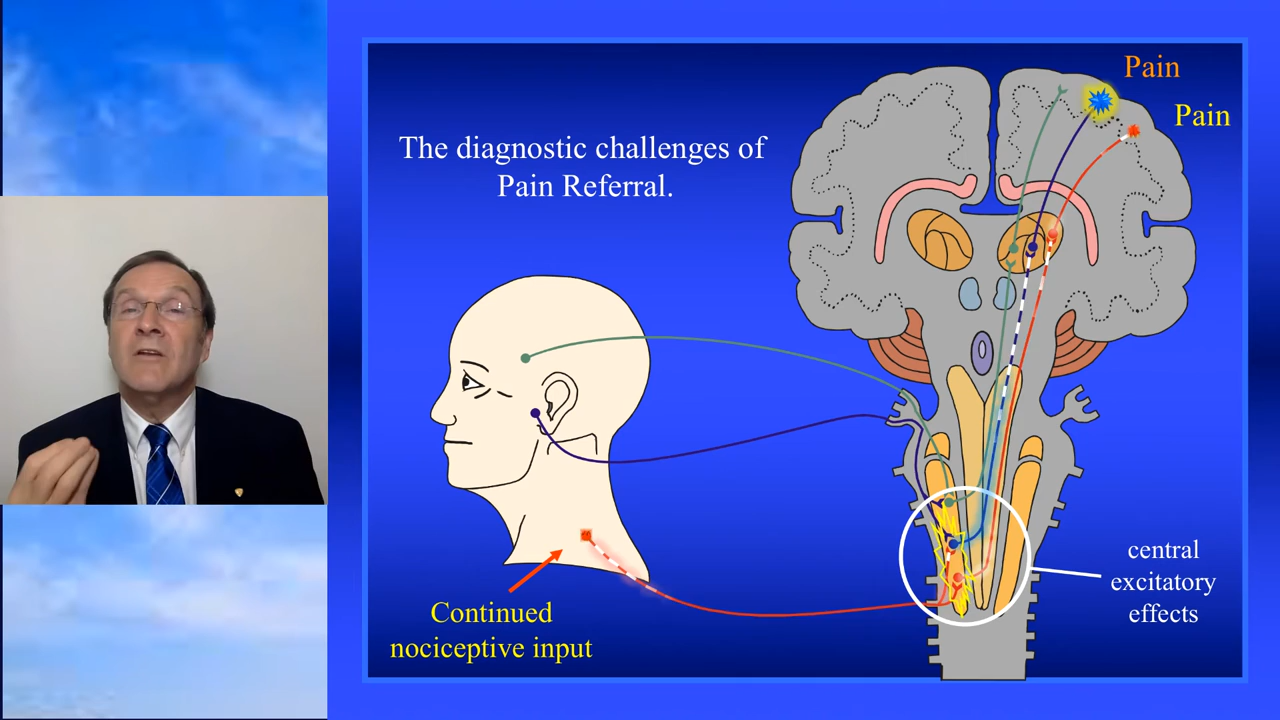 The diagnostic challenges of
Pain Referral.
Pain
Pain
Continued
nociceptive input
central
excitatory
effects